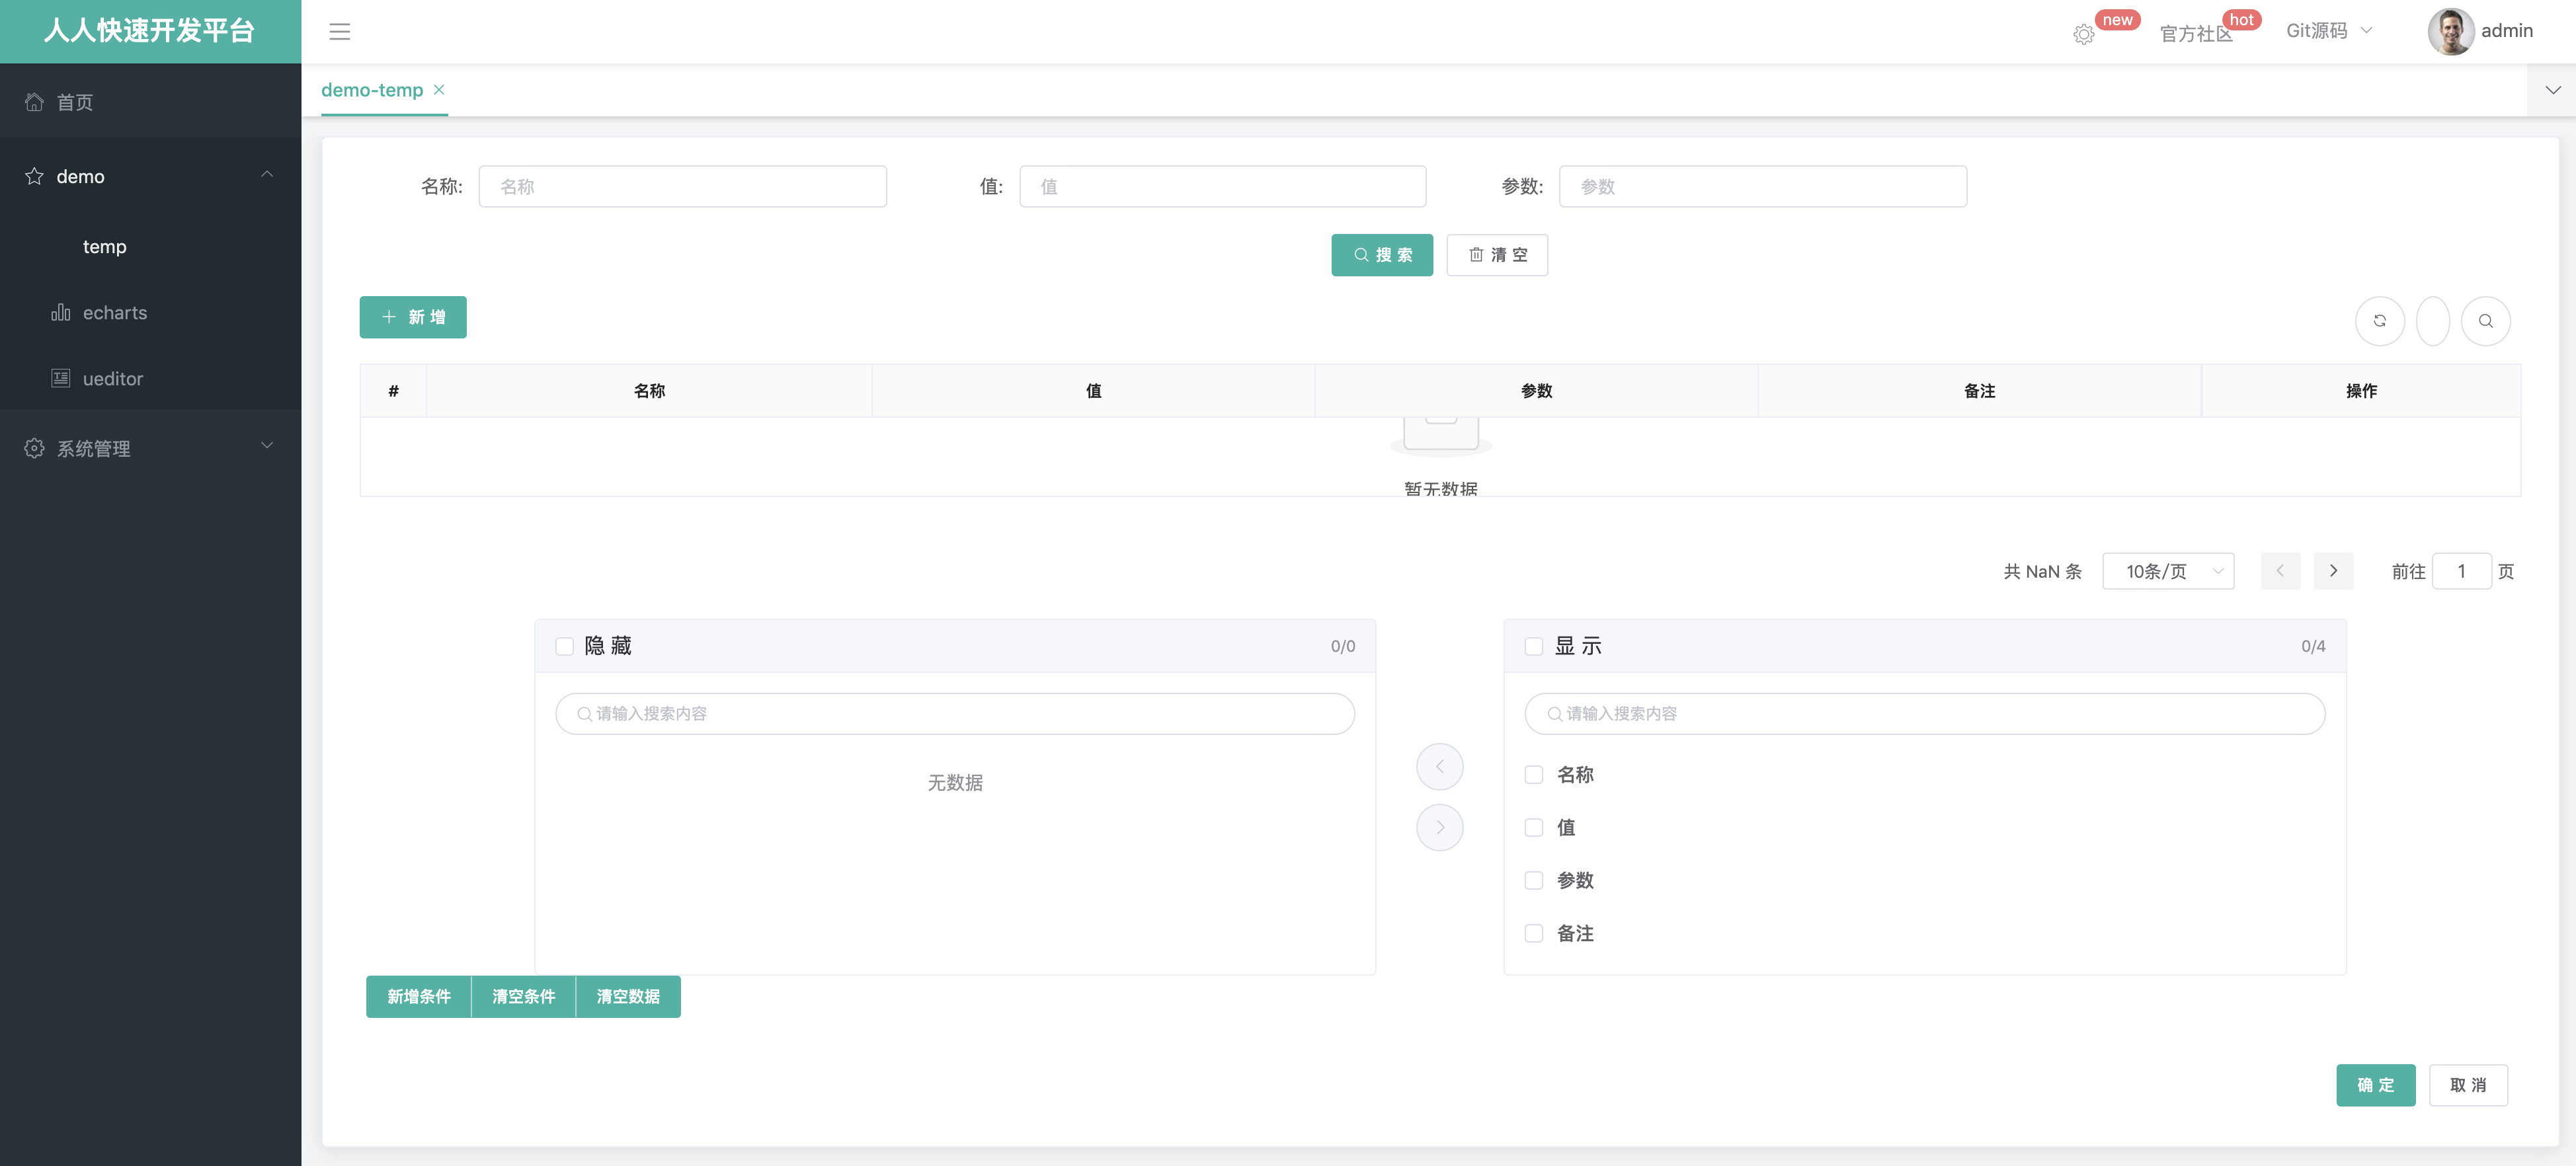 人人快速开发平台
new
官方社区
hot
Git源码
admin
首页
demo-temp
demo
temp
echarts
ueditor
系统管理
名称: 名称
值: 值
参数: 参数
搜 索
清 空
新 增
# 名称 值 参数 备注 操作
暂无数据
共 NaN 条 10条/页 前往 1 页
隐 藏 0/0
请输入搜索内容
无数据
显 示 0/4
请输入搜索内容
名称
值
参数
备注
新增条件 清空条件 清空数据
确 定 取 消